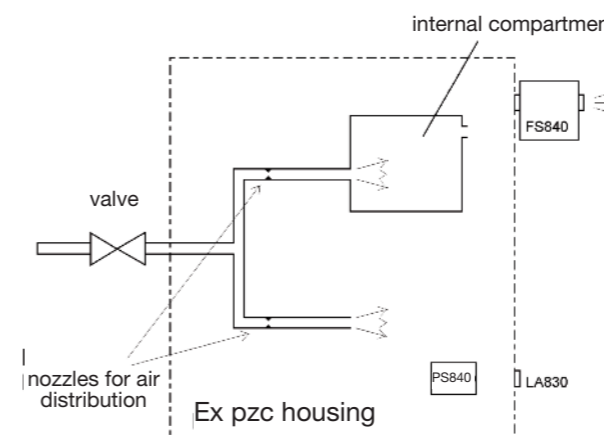 internal compartmen
FS840
valve
nozzles for air
distribution
PS840
LA830
Ex pzc housing